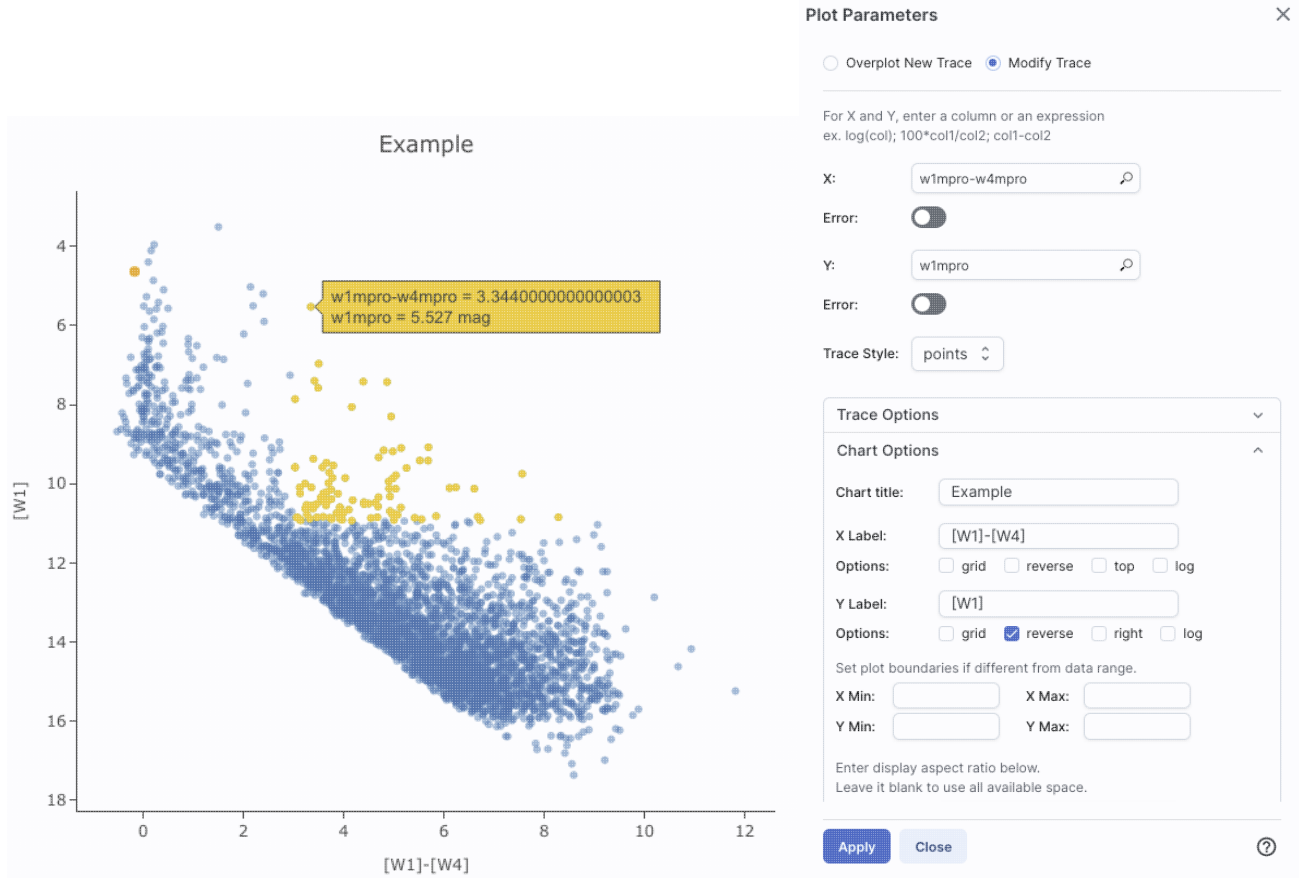 Example
w1mpro-w4mpro = 3.3440000000000003
w1mpro = 5.527 mag
4
6
8
10
12
14
16
18
[W1]
0 2 4 6 8 10 12
[W1]-[W4]
Plot Parameters
Overplot New Trace Modify Trace
For X and Y, enter a column or an expression
ex. log(col); 100*col1/col2; col1-col2
X: w1mpro-w4mpro
Error:
Y: w1mpro
Error:
Trace Style: points
Trace Options
Chart Options
Chart title: Example
X Label: [W1]-[W4]
Options: grid reverse top log
Y Label: [W1]
Options: grid reverse right log
Set plot boundaries if different from data range.
X Min: X Max:
Y Min: Y Max:
Enter display aspect ratio below.
Leave it blank to use all available space.
Apply Close